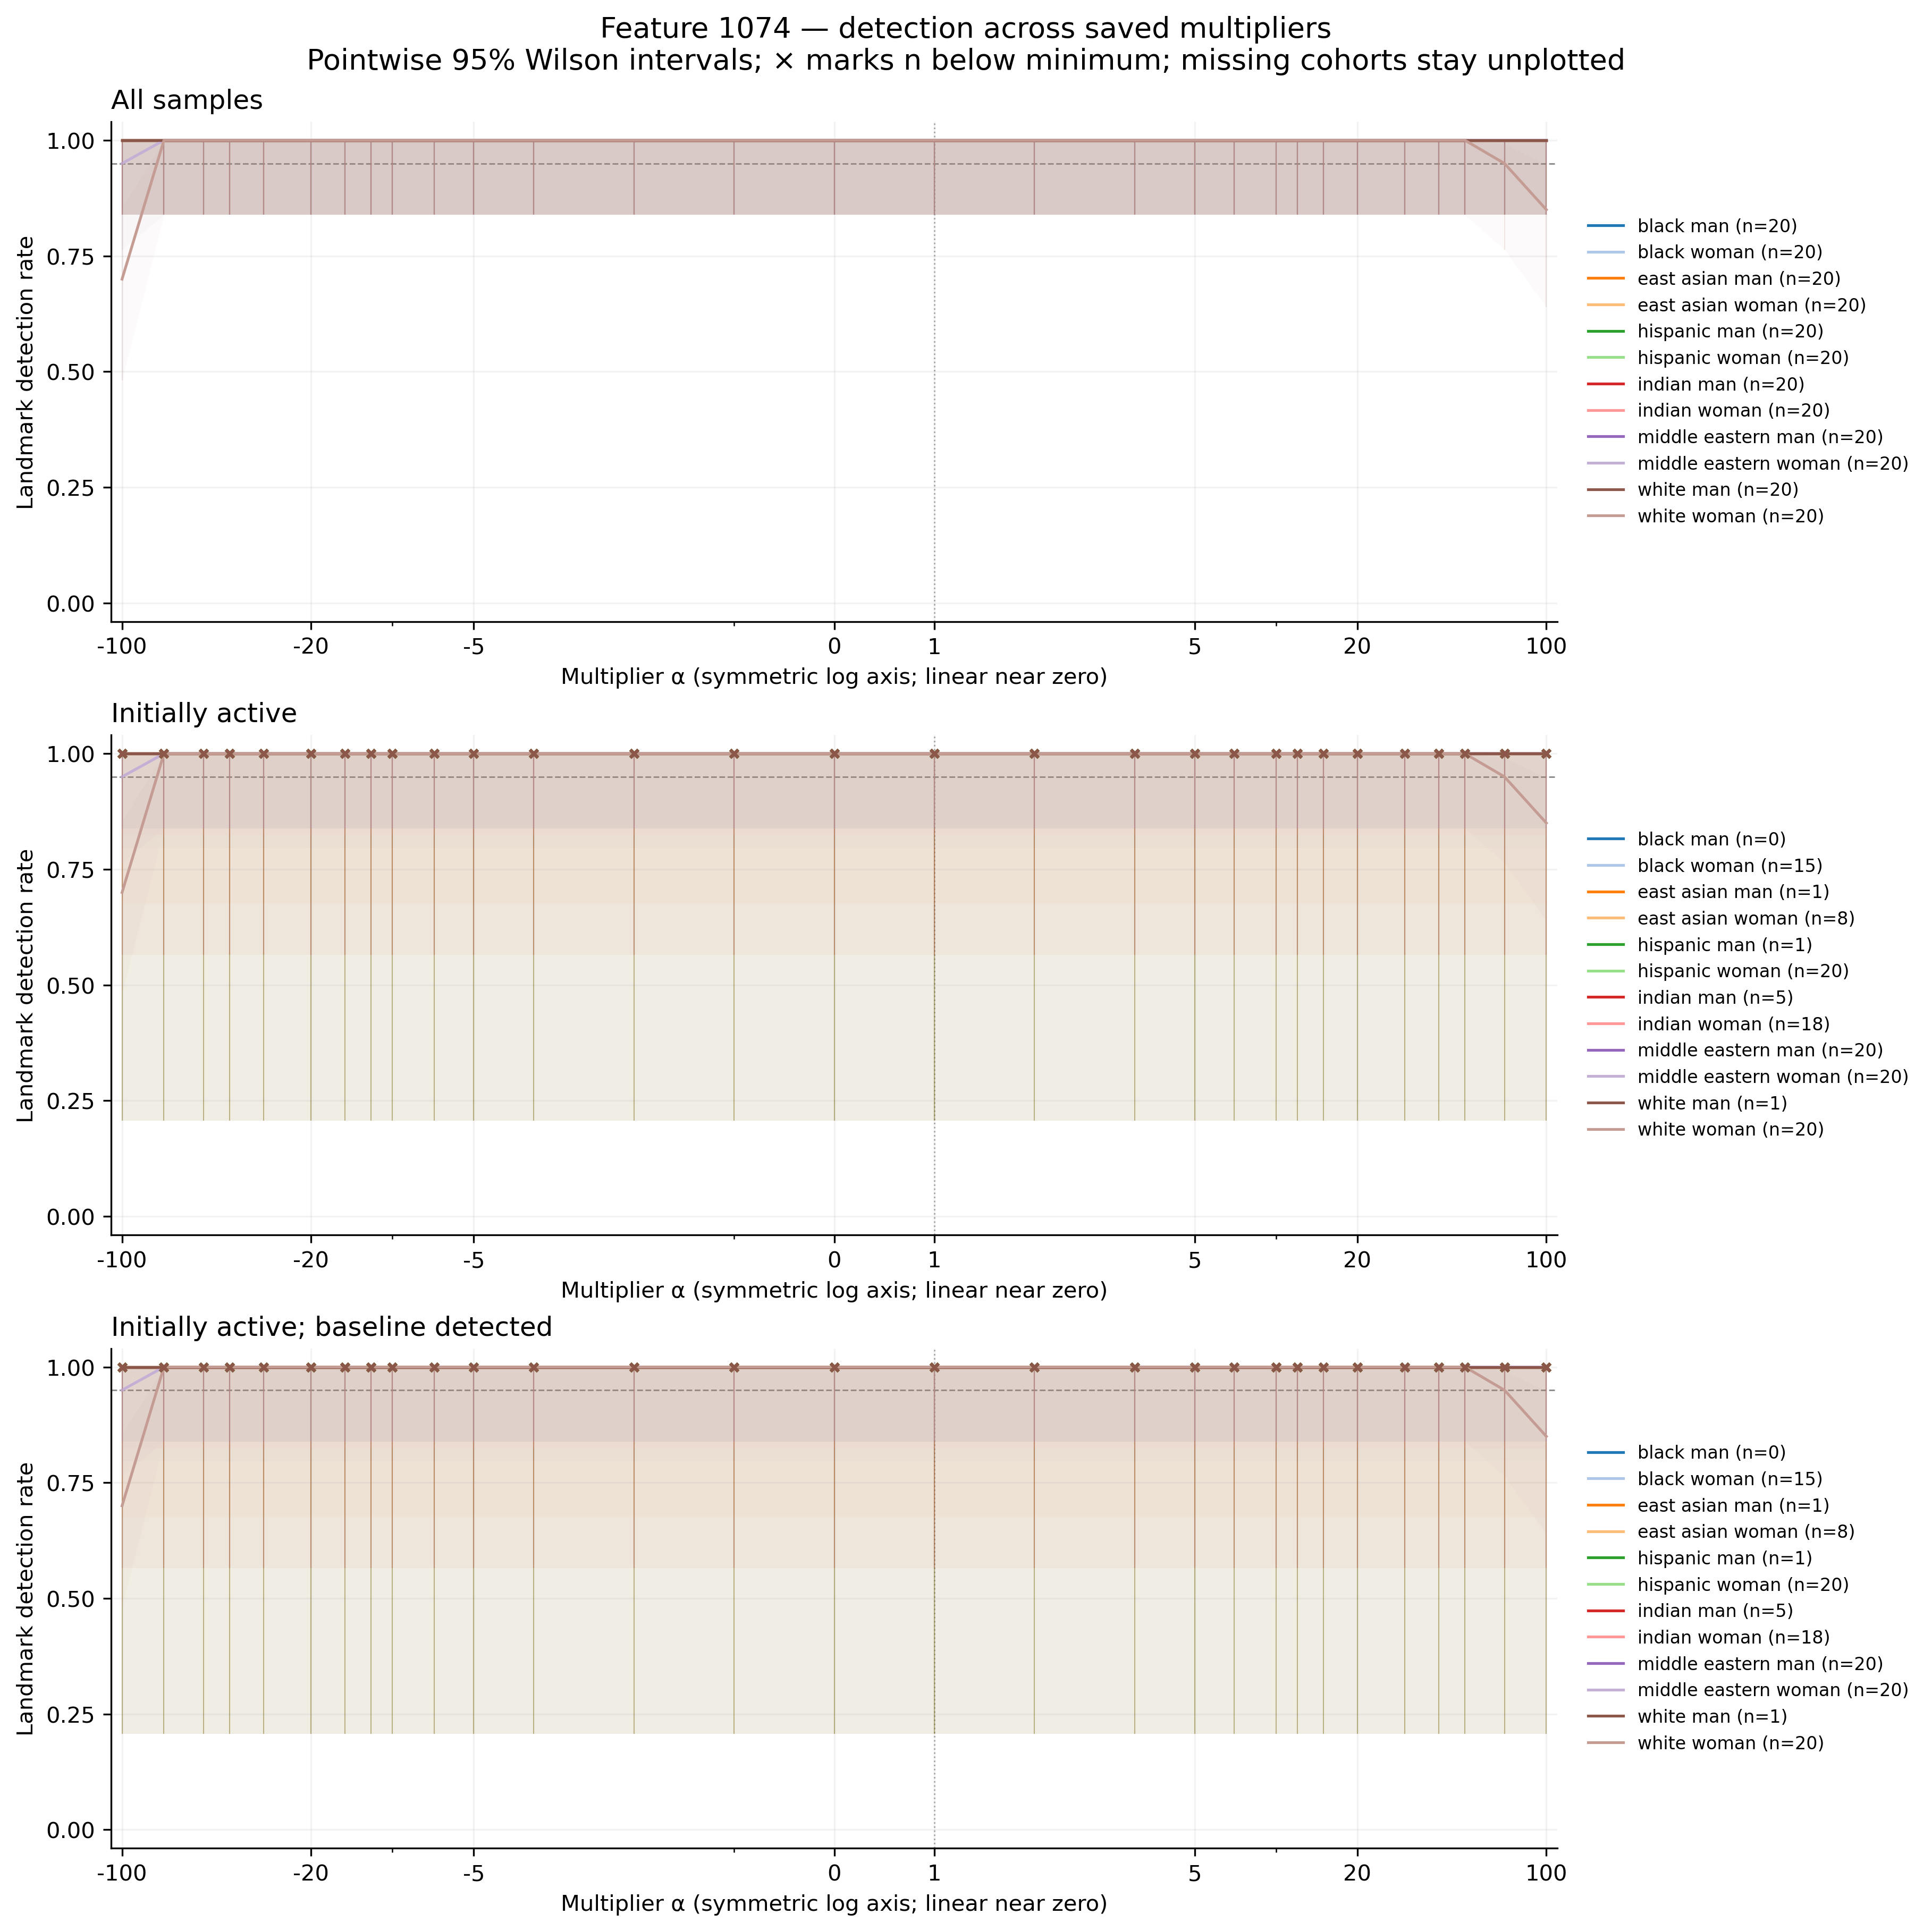 Feature 1074 — detection across saved multipliers
Pointwise 95% Wilson intervals; × marks n below minimum; missing cohorts stay unplotted
All samples
Landmark detection rate
1.00
0.75
0.50
0.25
0.00
-100 -20 -5 0 1 5 20 100
Multiplier α (symmetric log axis; linear near zero)
black man (n=20)
black woman (n=20)
east asian man (n=20)
east asian woman (n=20)
hispanic man (n=20)
hispanic woman (n=20)
indian man (n=20)
indian woman (n=20)
middle eastern man (n=20)
middle eastern woman (n=20)
white man (n=20)
white woman (n=20)
Initially active
Landmark detection rate
1.00
0.75
0.50
0.25
0.00
-100 -20 -5 0 1 5 20 100
Multiplier α (symmetric log axis; linear near zero)
black man (n=0)
black woman (n=15)
east asian man (n=1)
east asian woman (n=8)
hispanic man (n=1)
hispanic woman (n=20)
indian man (n=5)
indian woman (n=18)
middle eastern man (n=20)
middle eastern woman (n=20)
white man (n=1)
white woman (n=20)
Initially active; baseline detected
Landmark detection rate
1.00
0.75
0.50
0.25
0.00
-100 -20 -5 0 1 5 20 100
Multiplier α (symmetric log axis; linear near zero)
black man (n=0)
black woman (n=15)
east asian man (n=1)
east asian woman (n=8)
hispanic man (n=1)
hispanic woman (n=20)
indian man (n=5)
indian woman (n=18)
middle eastern man (n=20)
middle eastern woman (n=20)
white man (n=1)
white woman (n=20)